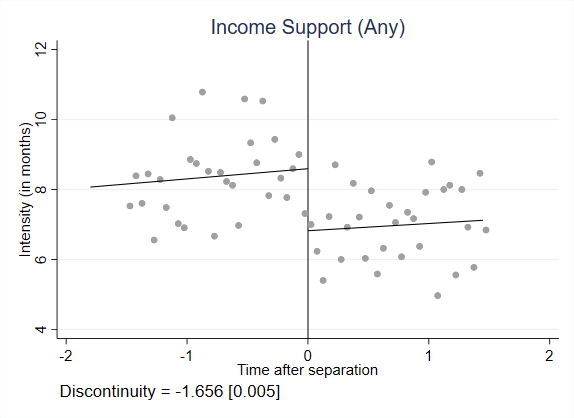 Income Support (Any)
Intensity (in months)
12
10
8
6
4
-2 -1 0 1 2
Time after separation
Discontinuity = -1.656 [0.005]